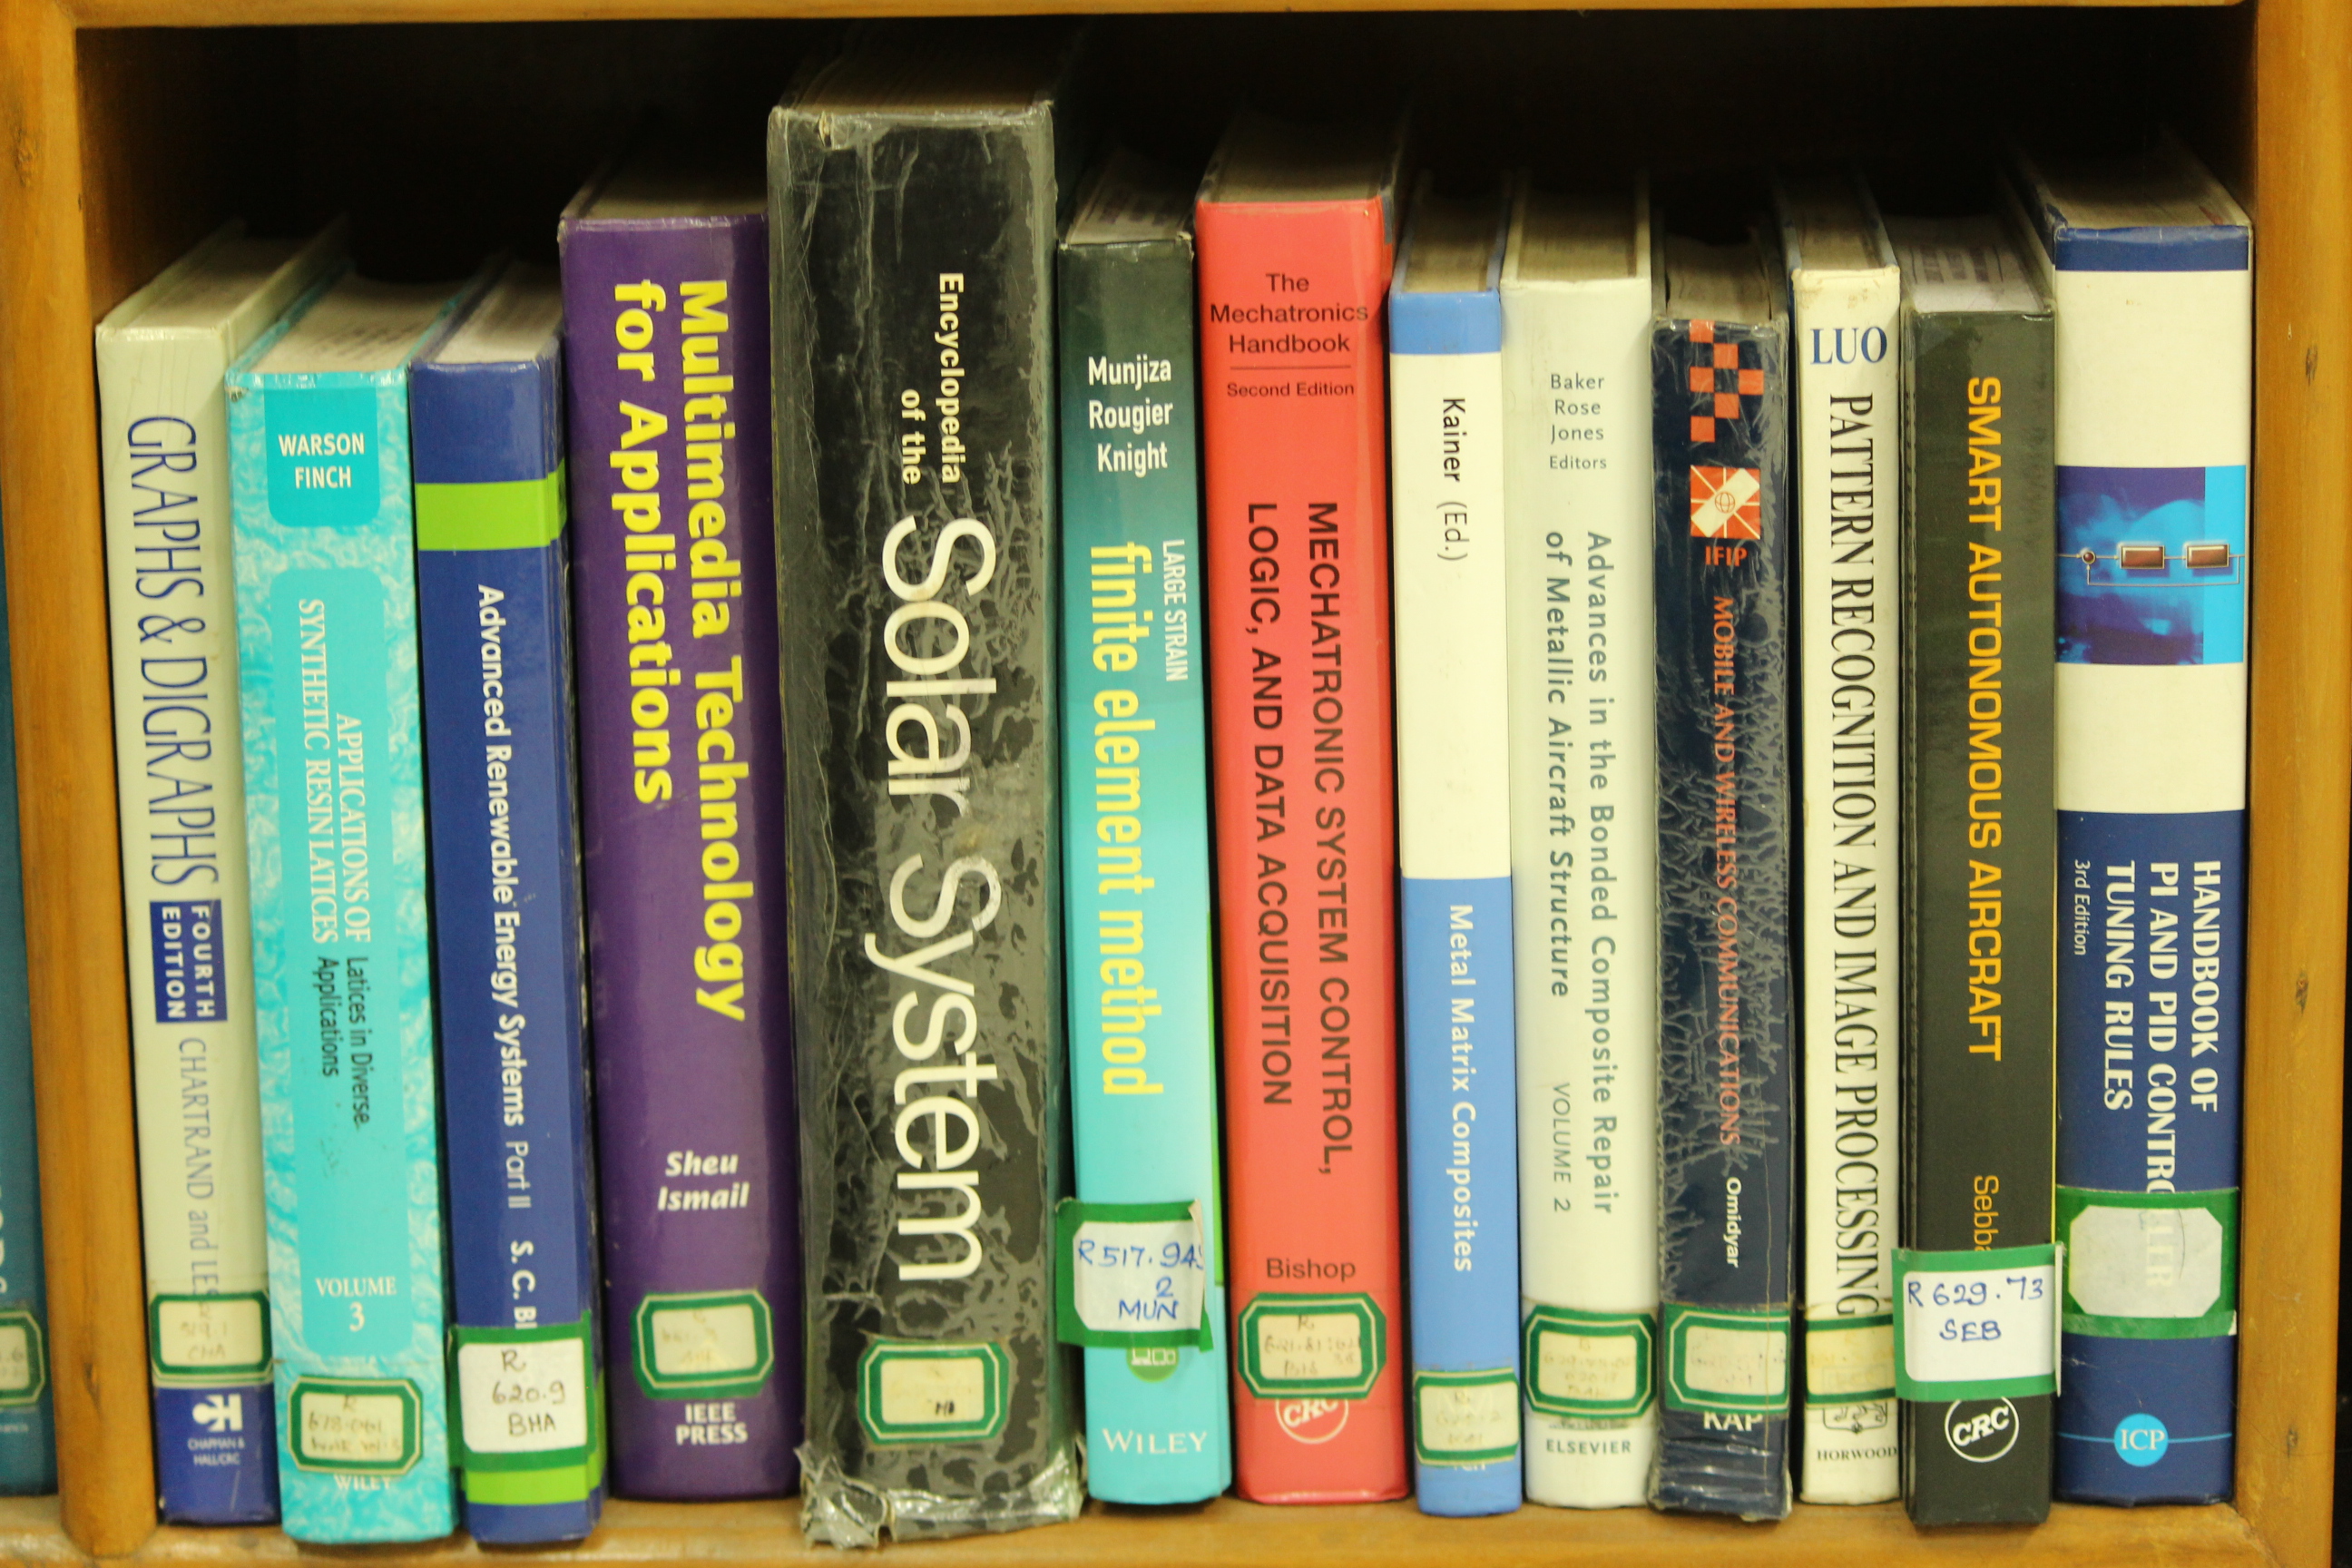 GRAPHS & DIGRAPHS
FOURTH
EDITION
CHARTRAND and
CHAPMAN &
HALL/CRC
WARSON
FINCH
APPLICATIONS OF
SYNTHETIC RESIN LATICES
Latices in Diverse
Applications
VOLUME
3
WILEY
Advanced Renewable Energy Systems Part II
S. C.
R
620.9
BHA
Multimedia Technology
for Applications
Sheu
Ismail
IEEE
PRESS
Encyclopedia
of the
Solar System
Munjiza
Rougier
Knight
LARGE STRAIN
finite element method
R 517.949
2
MUN
WILEY
The
Mechatronics
Handbook
Second Edition
MECHATRONIC SYSTEM CONTROL,
LOGIC, AND DATA ACQUISITION
Bishop
CRC
Kainer (Ed.)
Metal Matrix Composites
Baker
Rose
Jones
Editors
Advances in the Bonded Composite Repair
of Metallic Aircraft Structure
VOLUME 2
ELSEVIER
IFIP
MOBILE AND WIRELESS COMMUNICATIONS
Omidyar
KAP
LUO
PATTERN RECOGNITION AND IMAGE PROCESSING
HORWOOD
SMART AUTONOMOUS AIRCRAFT
Sebba
R 629.73
SEB
CRC
HANDBOOK OF
PI AND PID CONTROLLER
TUNING RULES
3rd Edition
ICP